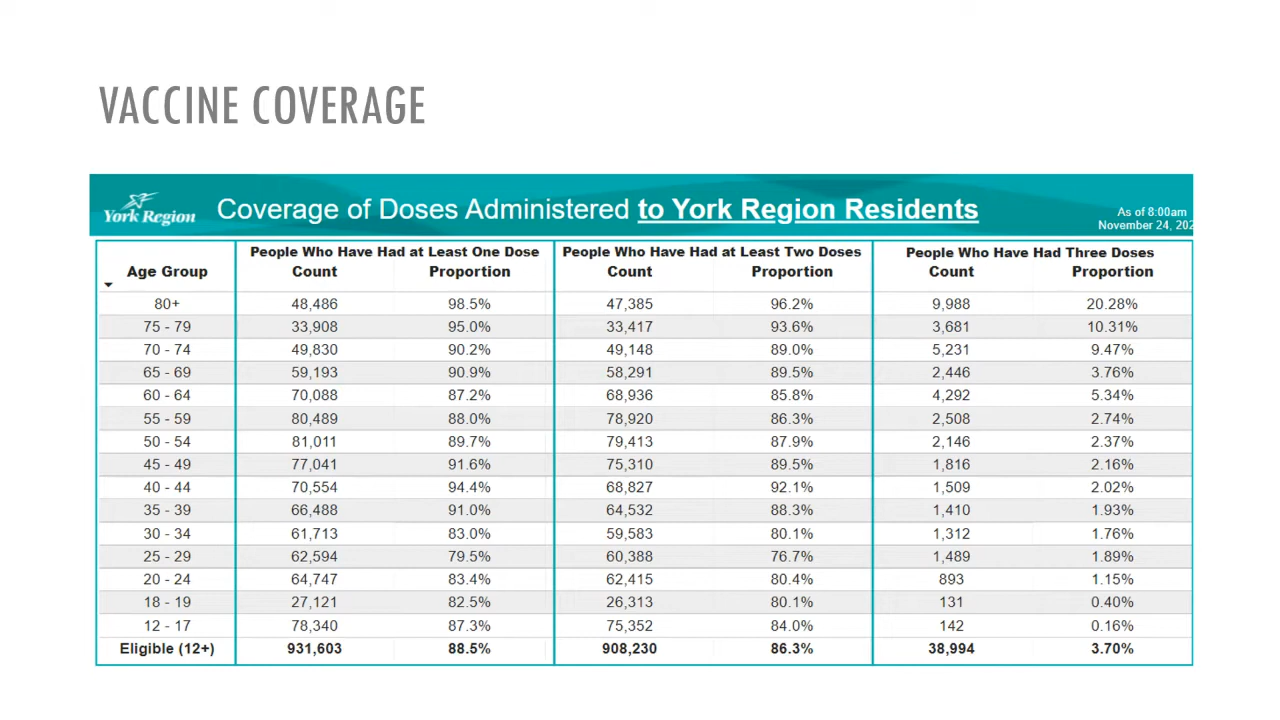 VACCINE COVERAGE
York Region
Coverage of Doses Administered to York Region Residents
As of 8:00am
November 24, 202
People Who Have Had at Least One Dose People Who Have Had at Least Two Doses People Who Have Had Three Doses
Age Group Count Proportion Count Proportion Count Proportion
80+ 48,486 98.5% 47,385 96.2% 9,988 20.28%
75 - 79 33,908 95.0% 33,417 93.6% 3,681 10.31%
70 - 74 49,830 90.2% 49,148 89.0% 5,231 9.47%
65 - 69 59,193 90.9% 58,291 89.5% 2,446 3.76%
60 - 64 70,088 87.2% 68,936 85.8% 4,292 5.34%
55 - 59 80,489 88.0% 78,920 86.3% 2,508 2.74%
50 - 54 81,011 89.7% 79,413 87.9% 2,146 2.37%
45 - 49 77,041 91.6% 75,310 89.5% 1,816 2.16%
40 - 44 70,554 94.4% 68,827 92.1% 1,509 2.02%
35 - 39 66,488 91.0% 64,532 88.3% 1,410 1.93%
30 - 34 61,713 83.0% 59,583 80.1% 1,312 1.76%
25 - 29 62,594 79.5% 60,388 76.7% 1,489 1.89%
20 - 24 64,747 83.4% 62,415 80.4% 893 1.15%
18 - 19 27,121 82.5% 26,313 80.1% 131 0.40%
12 - 17 78,340 87.3% 75,352 84.0% 142 0.16%
Eligible (12+) 931,603 88.5% 908,230 86.3% 38,994 3.70%